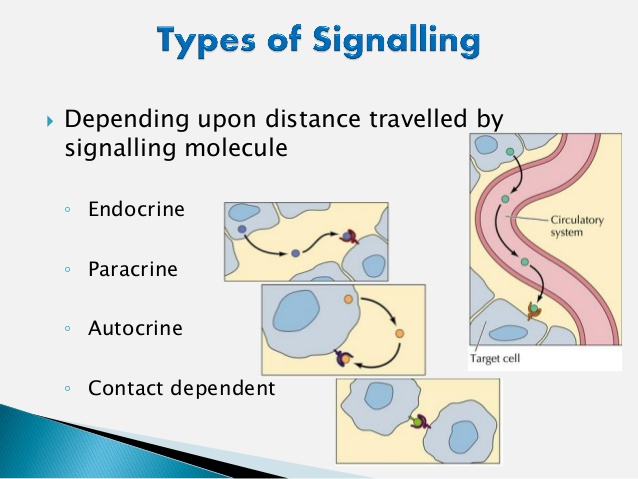 Types of Signalling
Depending upon distance travelled by
signalling molecule
Endocrine
Paracrine
Autocrine
Contact dependent
Circulatory
system
Target cell